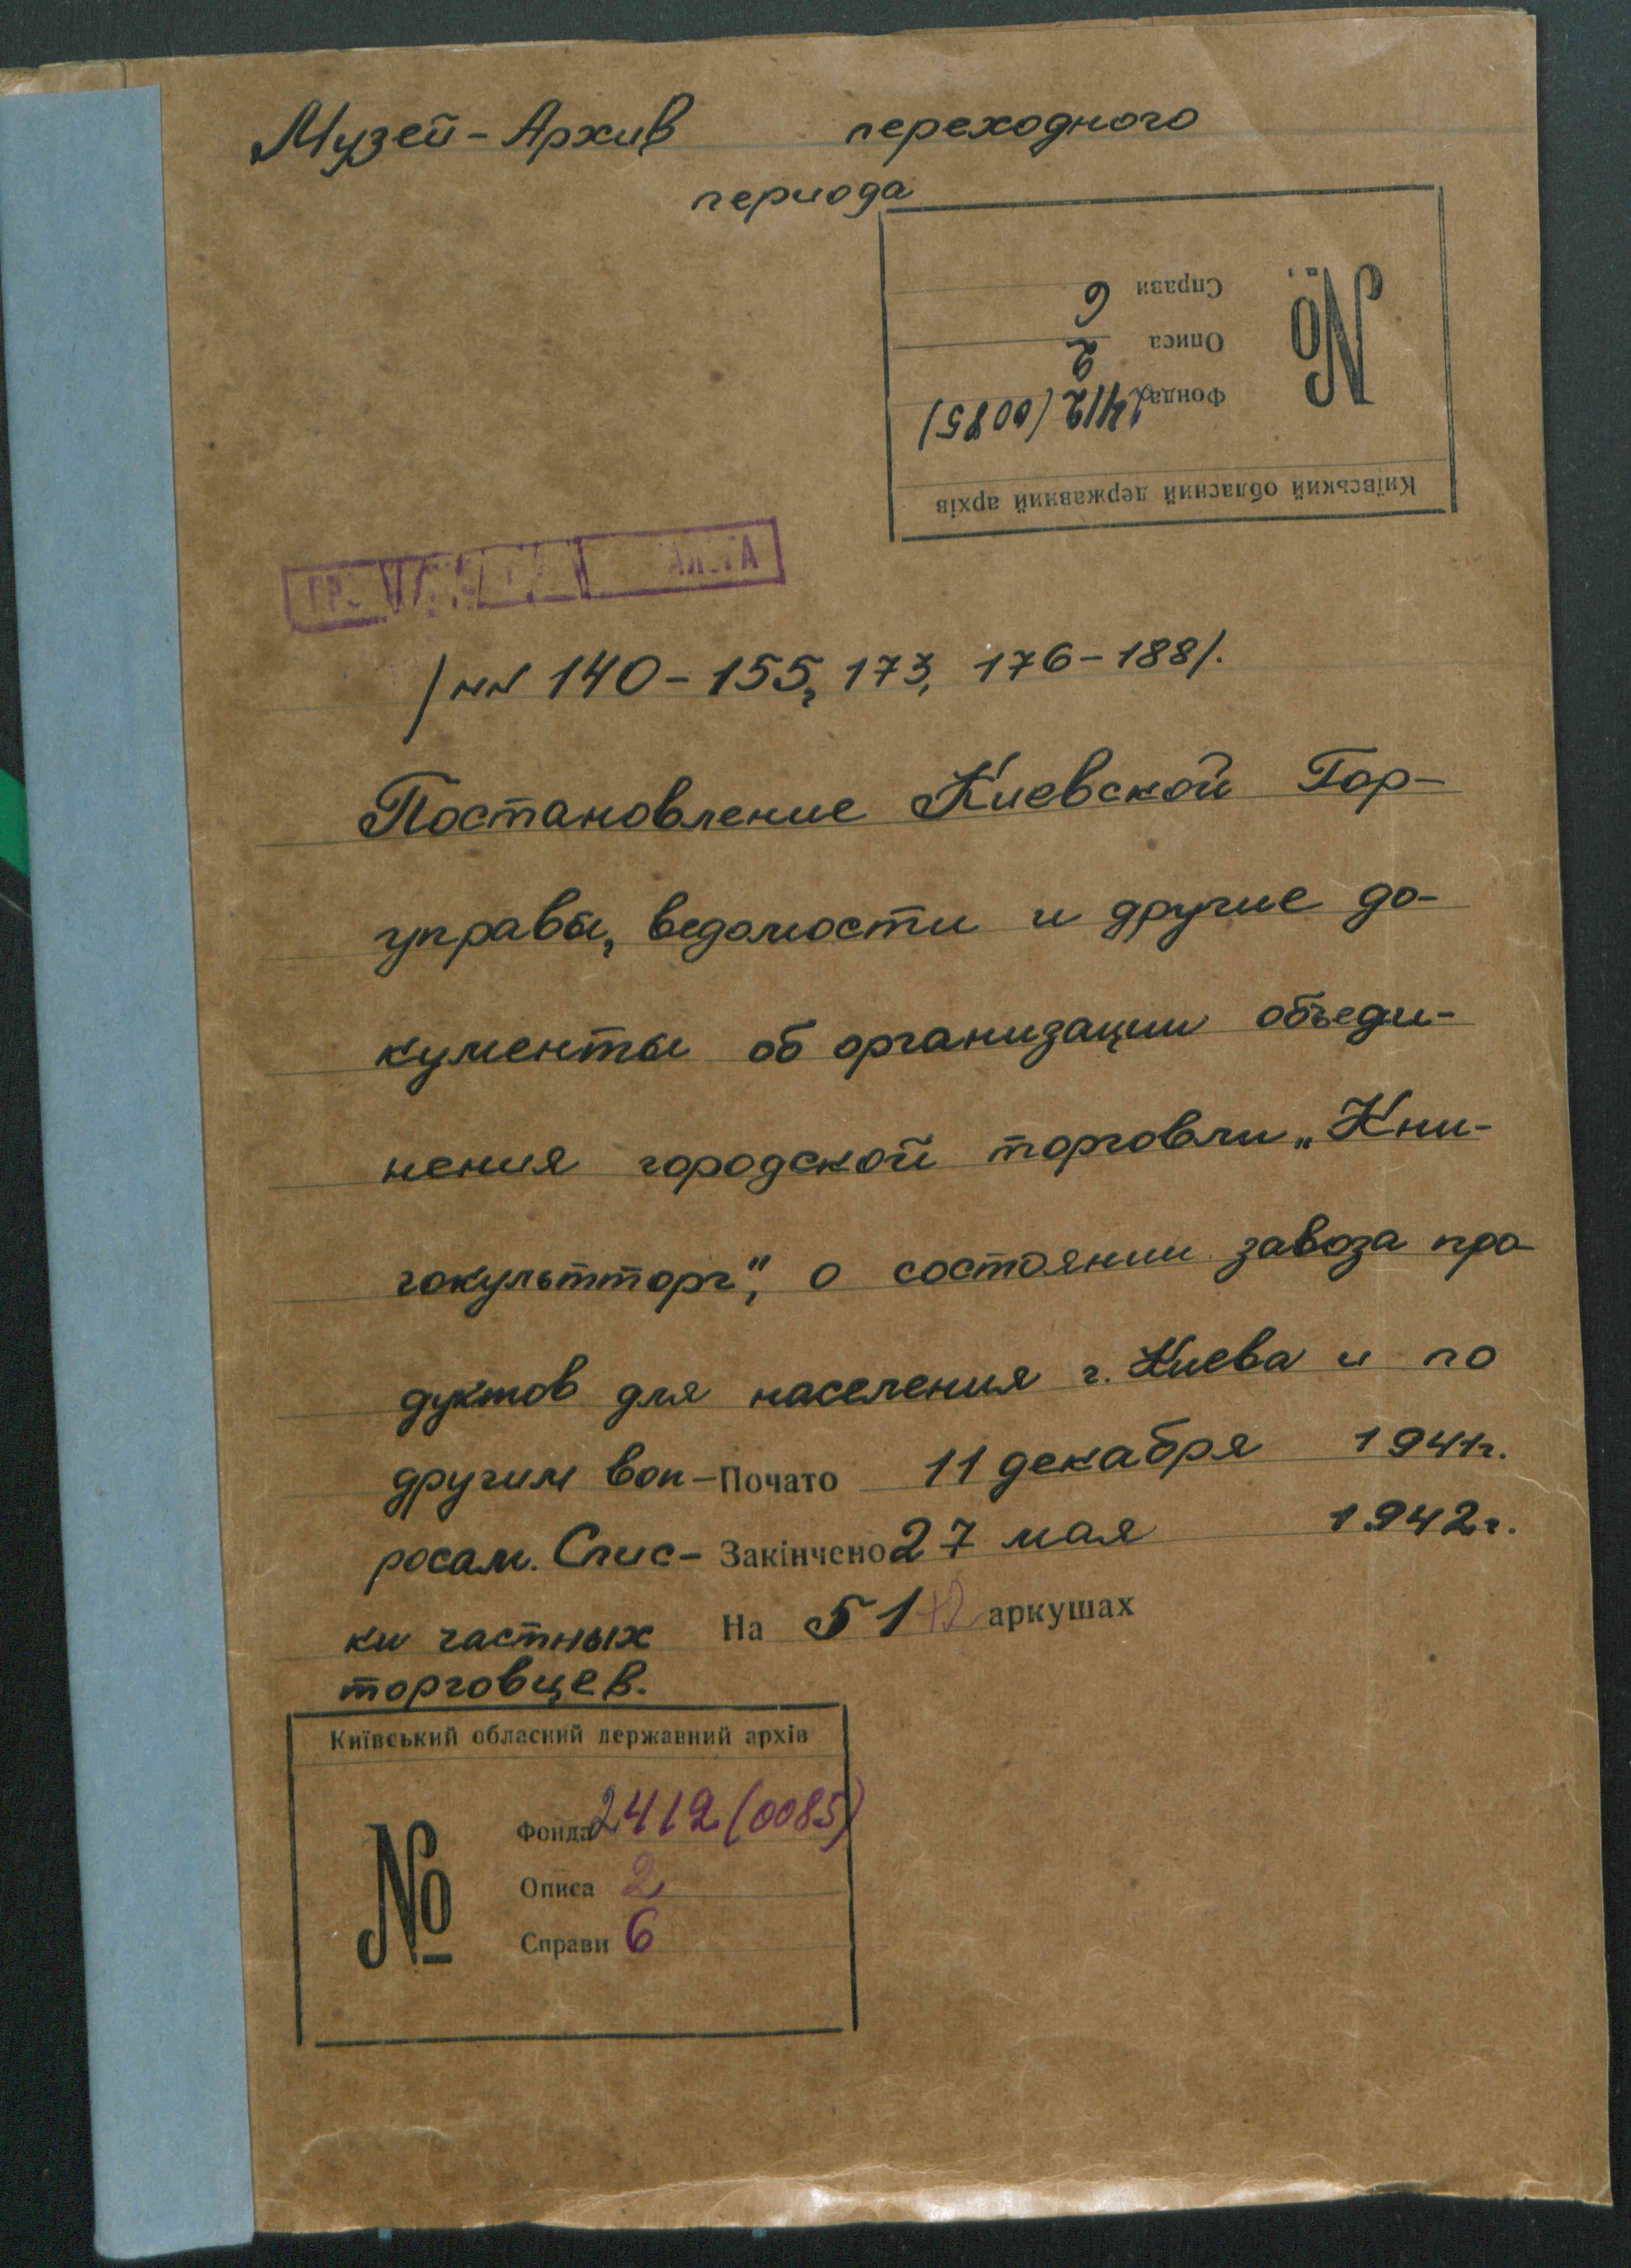 Музей-Архив переходного
периода
Київський обласний державний архів
№
Фонда 2412 (0085)
Описа 2
Справи 6
/NN 140-155, 173, 176-188/.
Постановление Киевской Гор-
управы, ведомости и другие до-
кументы об организации объеди-
нения городской торговли „Кни-
гокультторг", о состоянии завоза про-
дуктов для населения г. Киева и по
другим воп- Почато 11 декабря 1941г.
росам. Спис- Закінчено 27 мая 1942г.
ки частных На 51+2 аркушах
торговцев.
Київський обласний державний архів
№
Фонда 2412 (0085)
Описа 2
Справи 6